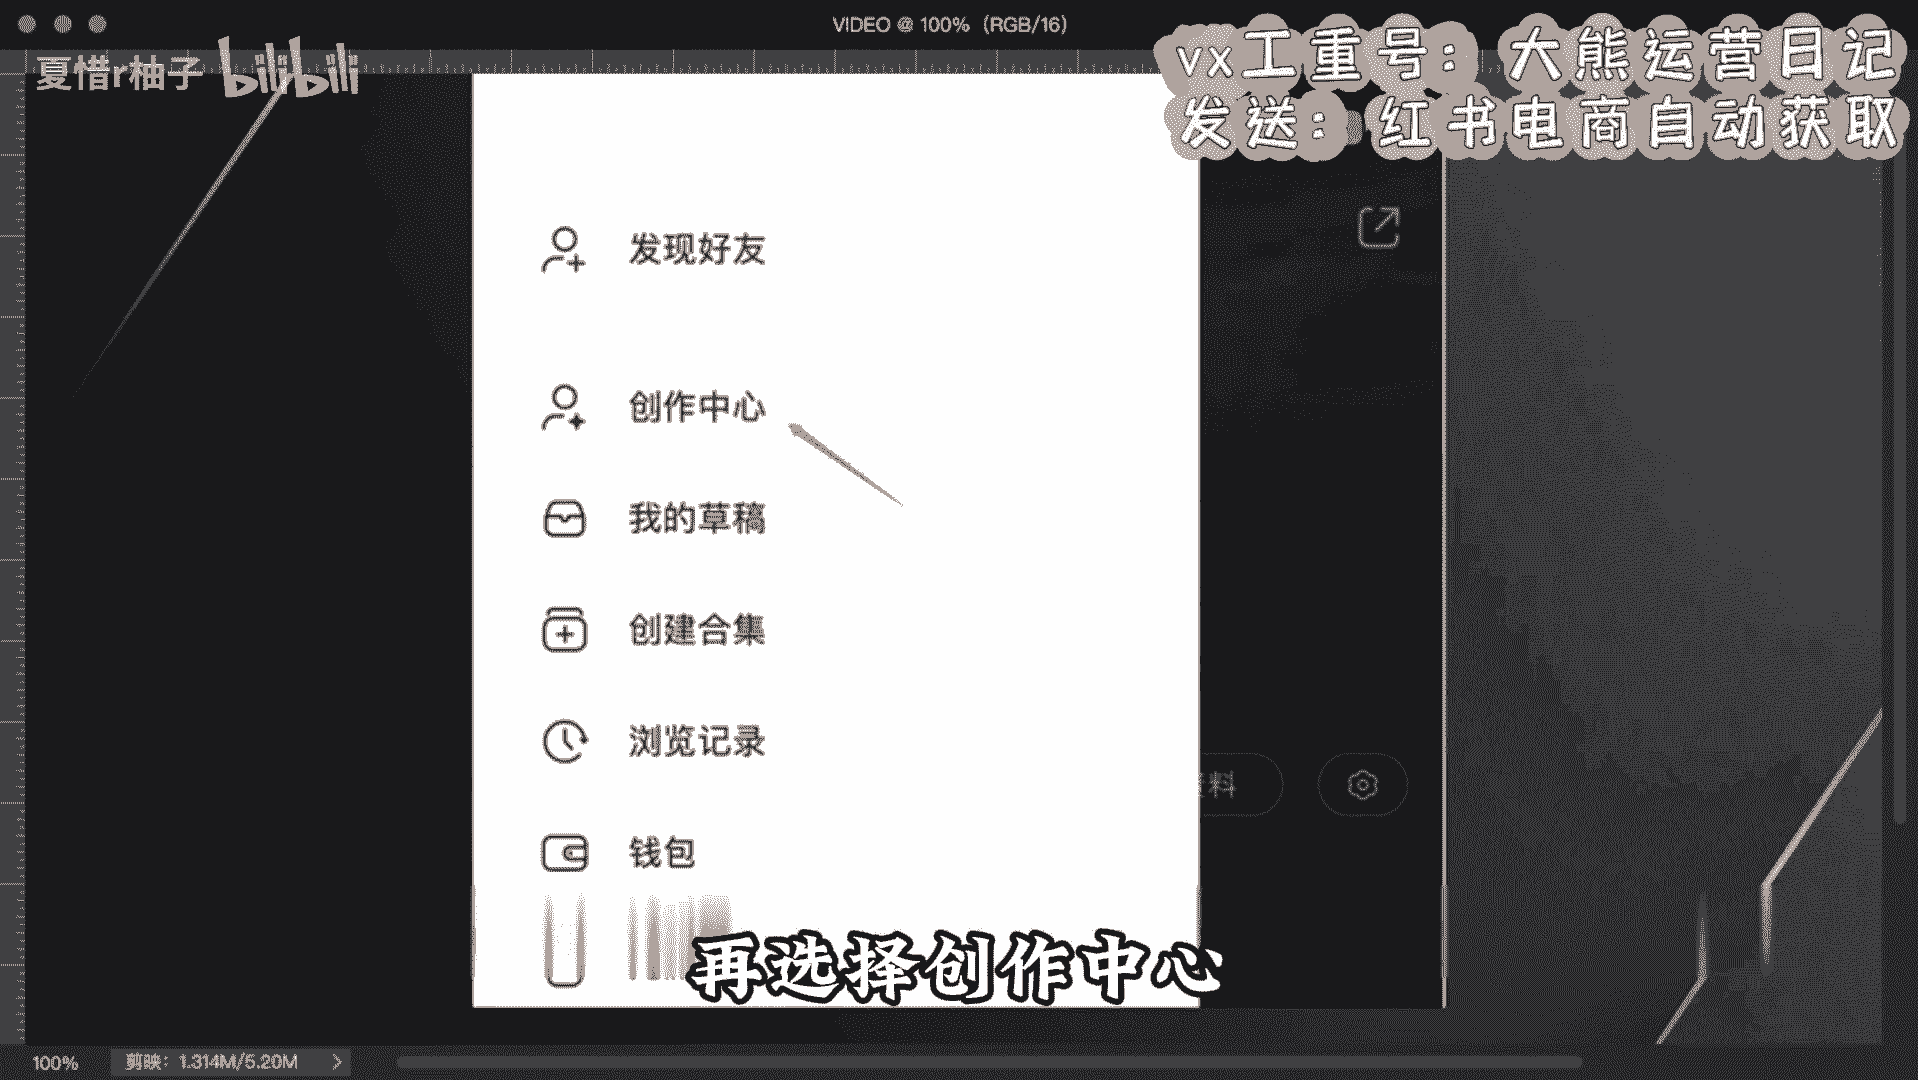 VIDEO @ 100% (RGB/16)
夏惜r柚子 bilibili
vx工重号：大熊运营日记
发送：红书电商自动获取
发现好友
创作中心
我的草稿
创建合集
浏览记录
料
钱包
再选择创作中心
100%
剪映：1.314M/5.20M